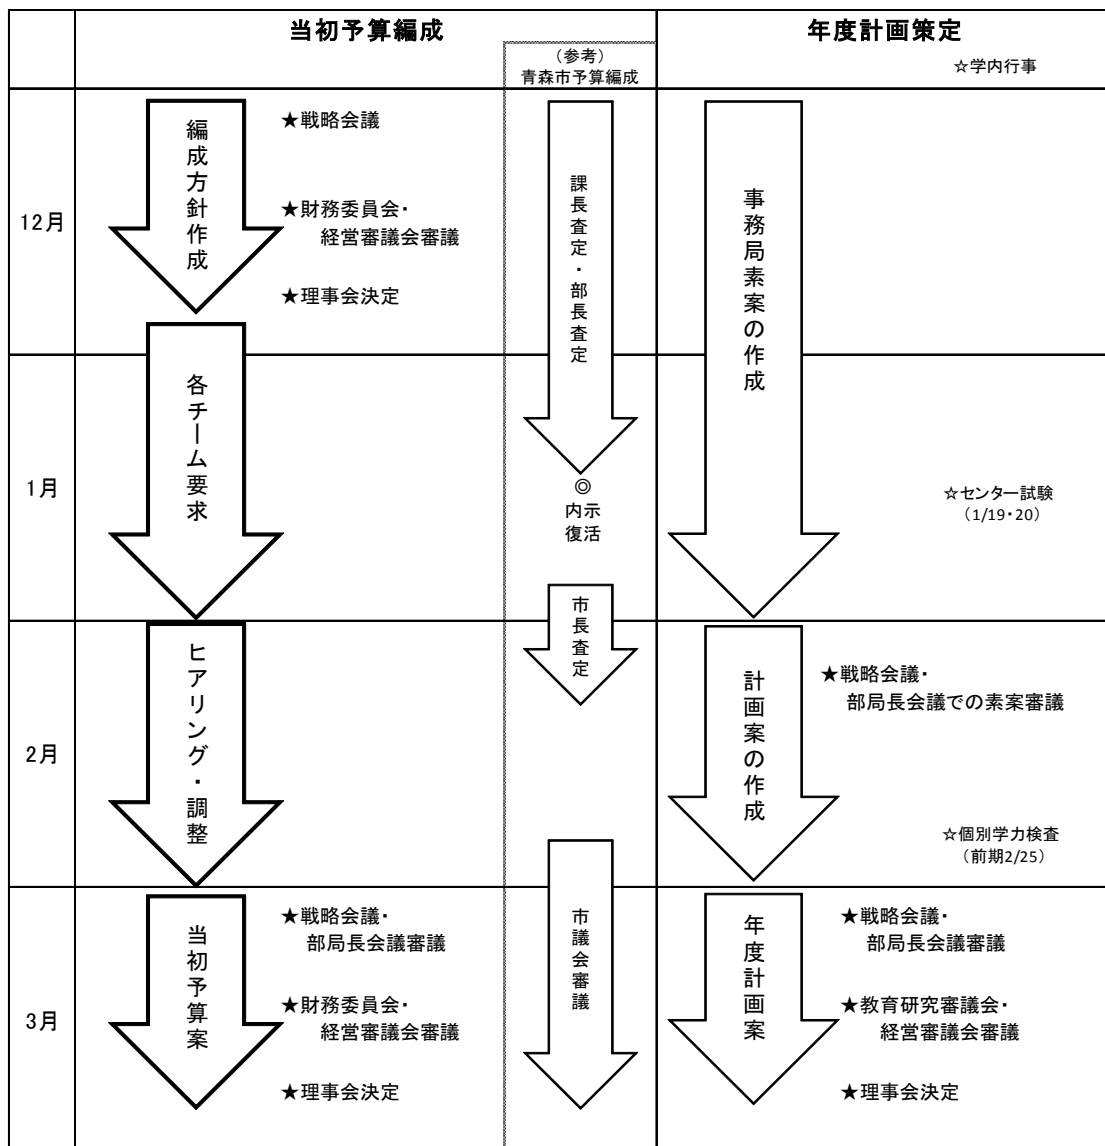 当初予算編成
年度計画策定
（参考）
青森市予算編成
☆学内行事
12月
編成方針作成
★戦略会議
★財務委員会・
経営審議会審議
★理事会決定
課長査定・部長査定
事務局素案の作成
1月
各チーム要求
◎
内示
復活
☆センター試験
（1/19・20）
市長査定
2月
ヒアリング・調整
計画案の作成
★戦略会議・
部局長会議での素案審議
☆個別学力検査
（前期2/25）
市議会審議
3月
当初予算案
★戦略会議・
部局長会議審議
★財務委員会・
経営審議会審議
★理事会決定
年度計画案
★戦略会議・
部局長会議審議
★教育研究審議会・
経営審議会審議
★理事会決定